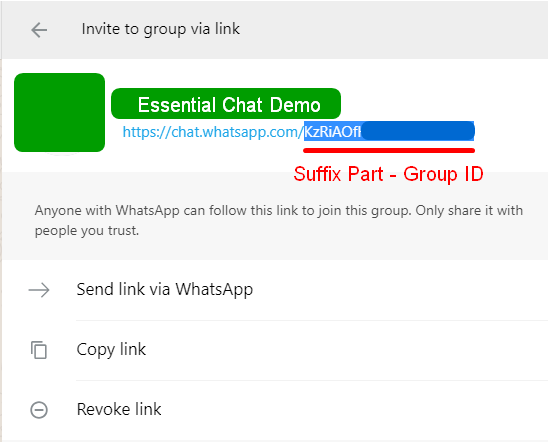 Invite to group via link
Essential Chat Demo
https://chat.whatsapp.com/KzRiAOfI
Suffix Part - Group ID
Anyone with WhatsApp can follow this link to join this group. Only share it with
people you trust.
Send link via WhatsApp
Copy link
Revoke link